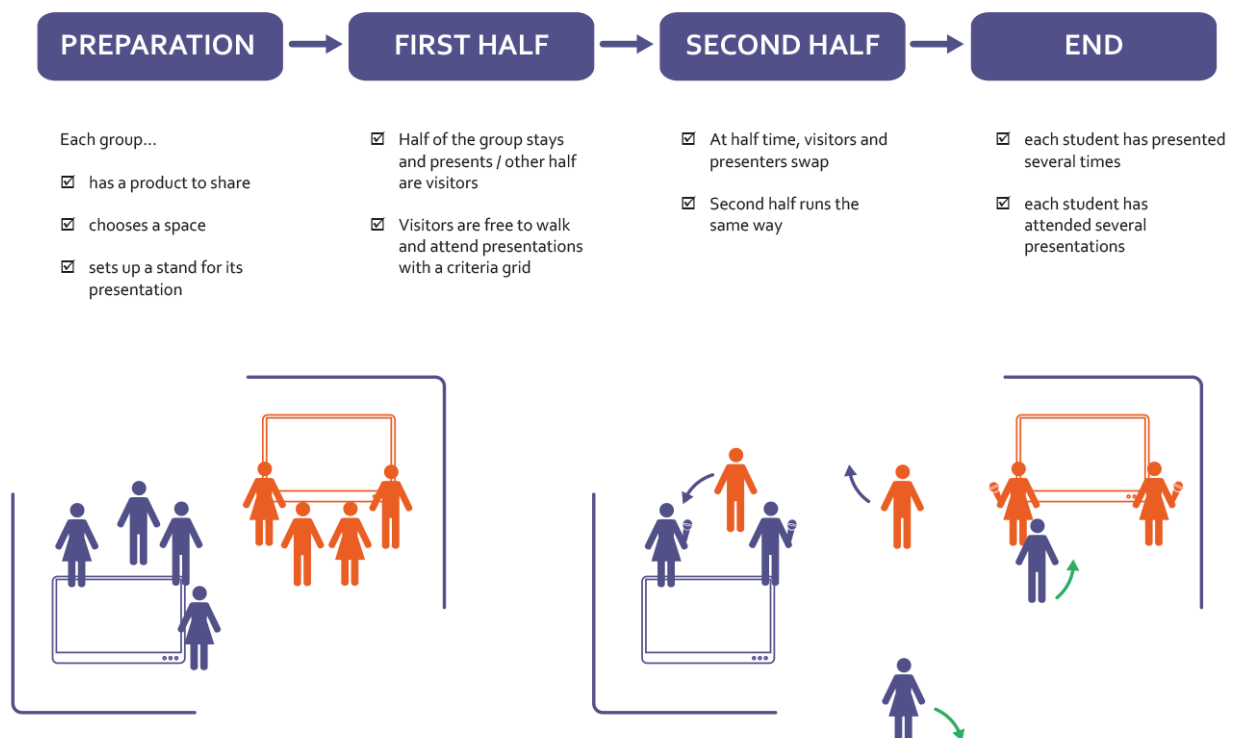 PREPARATION
FIRST HALF
SECOND HALF
END
Each group...
☑ has a product to share
☑ chooses a space
☑ sets up a stand for its
presentation
☑ Half of the group stays
and presents / other half
are visitors
☑ Visitors are free to walk
and attend presentations
with a criteria grid
☑ At half time, visitors and
presenters swap
☑ Second half runs the
same way
☑ each student has presented
several times
☑ each student has
attended several
presentations